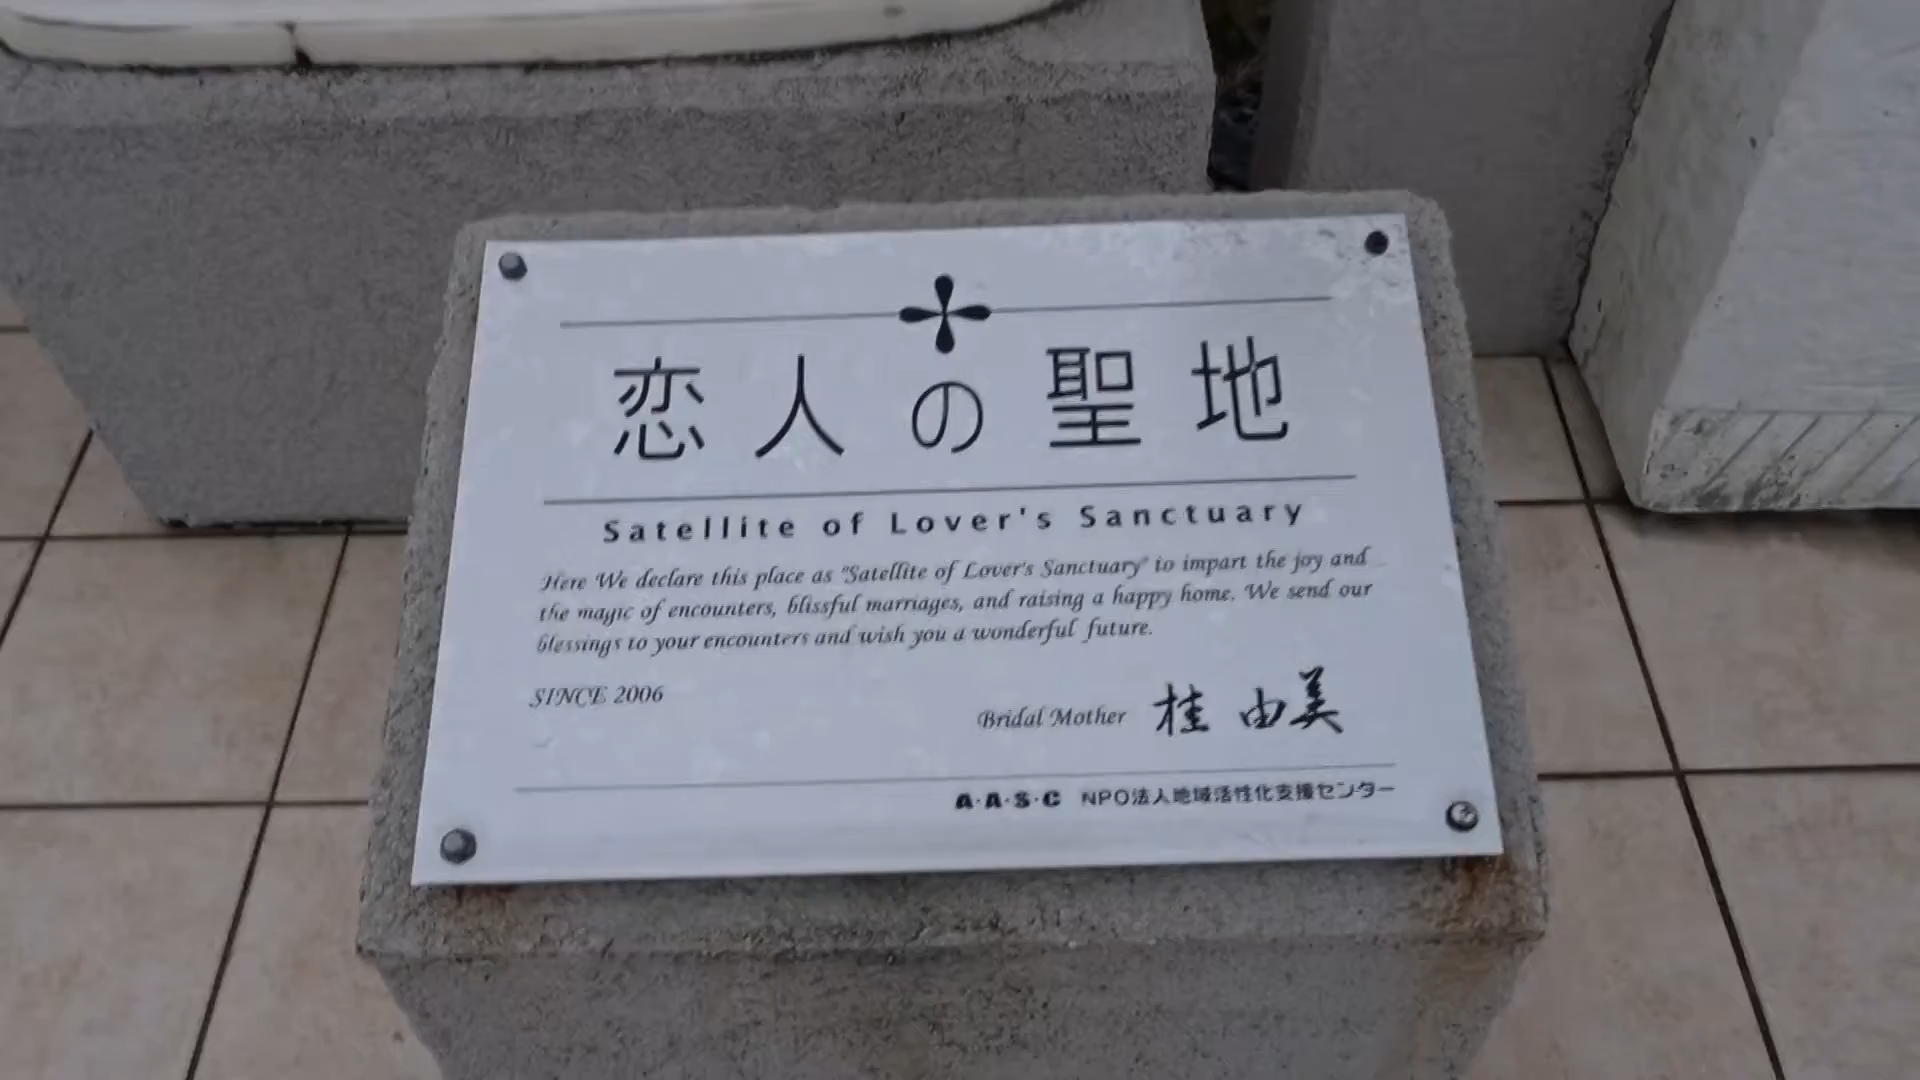 恋人の聖地
Satellite of Lover's Sanctuary
Here We declare this place as "Satellite of Lover's Sanctuary" to impart the joy and
the magic of encounters, blissful marriages, and raising a happy home. We send our
blessings to your encounters and wish you a wonderful future.
SINCE 2006
Bridal Mother 桂 由美
A·A·S·C NPO法人地域活性化支援センター